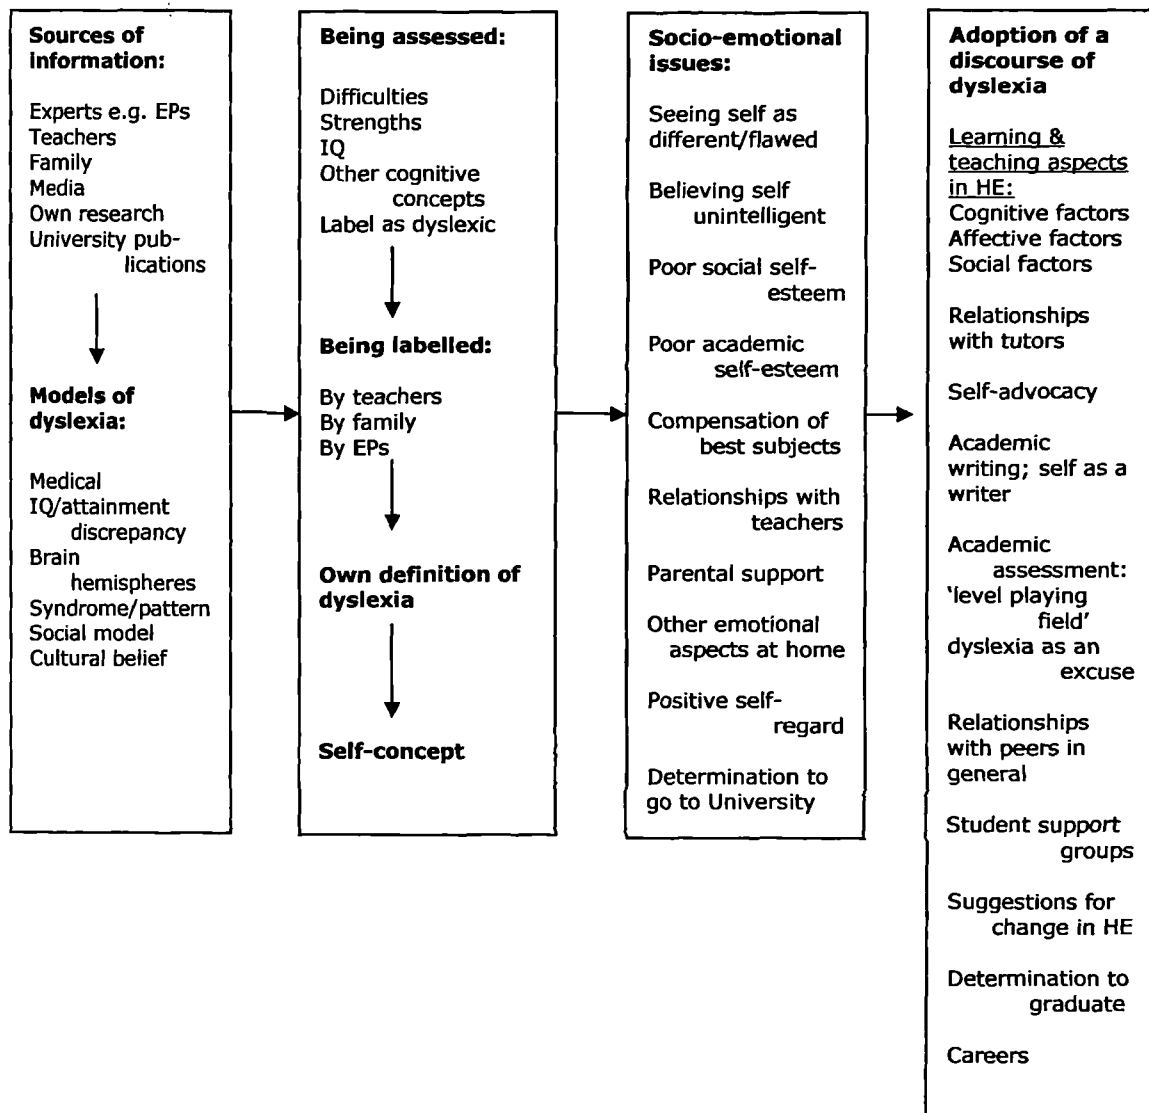 Sources of
information:
Experts e.g. EPs
Teachers
Family
Media
Own research
University pub-
lications
Models of
dyslexia:
Medical
IQ/attainment
discrepancy
Brain
hemispheres
Syndrome/pattern
Social model
Cultural belief
Being assessed:
Difficulties
Strengths
IQ
Other cognitive
concepts
Label as dyslexic
Being labelled:
By teachers
By family
By EPs
Own definition of
dyslexia
Self-concept
Socio-emotional
issues:
Seeing self as
different/flawed
Believing self
unintelligent
Poor social self-
esteem
Poor academic
self-esteem
Compensation of
best subjects
Relationships with
teachers
Parental support
Other emotional
aspects at home
Positive self-
regard
Determination to
go to University
Adoption of a
discourse of
dyslexia
Learning &
teaching aspects
in HE:
Cognitive factors
Affective factors
Social factors
Relationships
with tutors
Self-advocacy
Academic
writing; self as a
writer
Academic
assessment:
‘level playing
field’
dyslexia as an
excuse
Relationships
with peers in
general
Student support
groups
Suggestions for
change in HE
Determination to
graduate
Careers